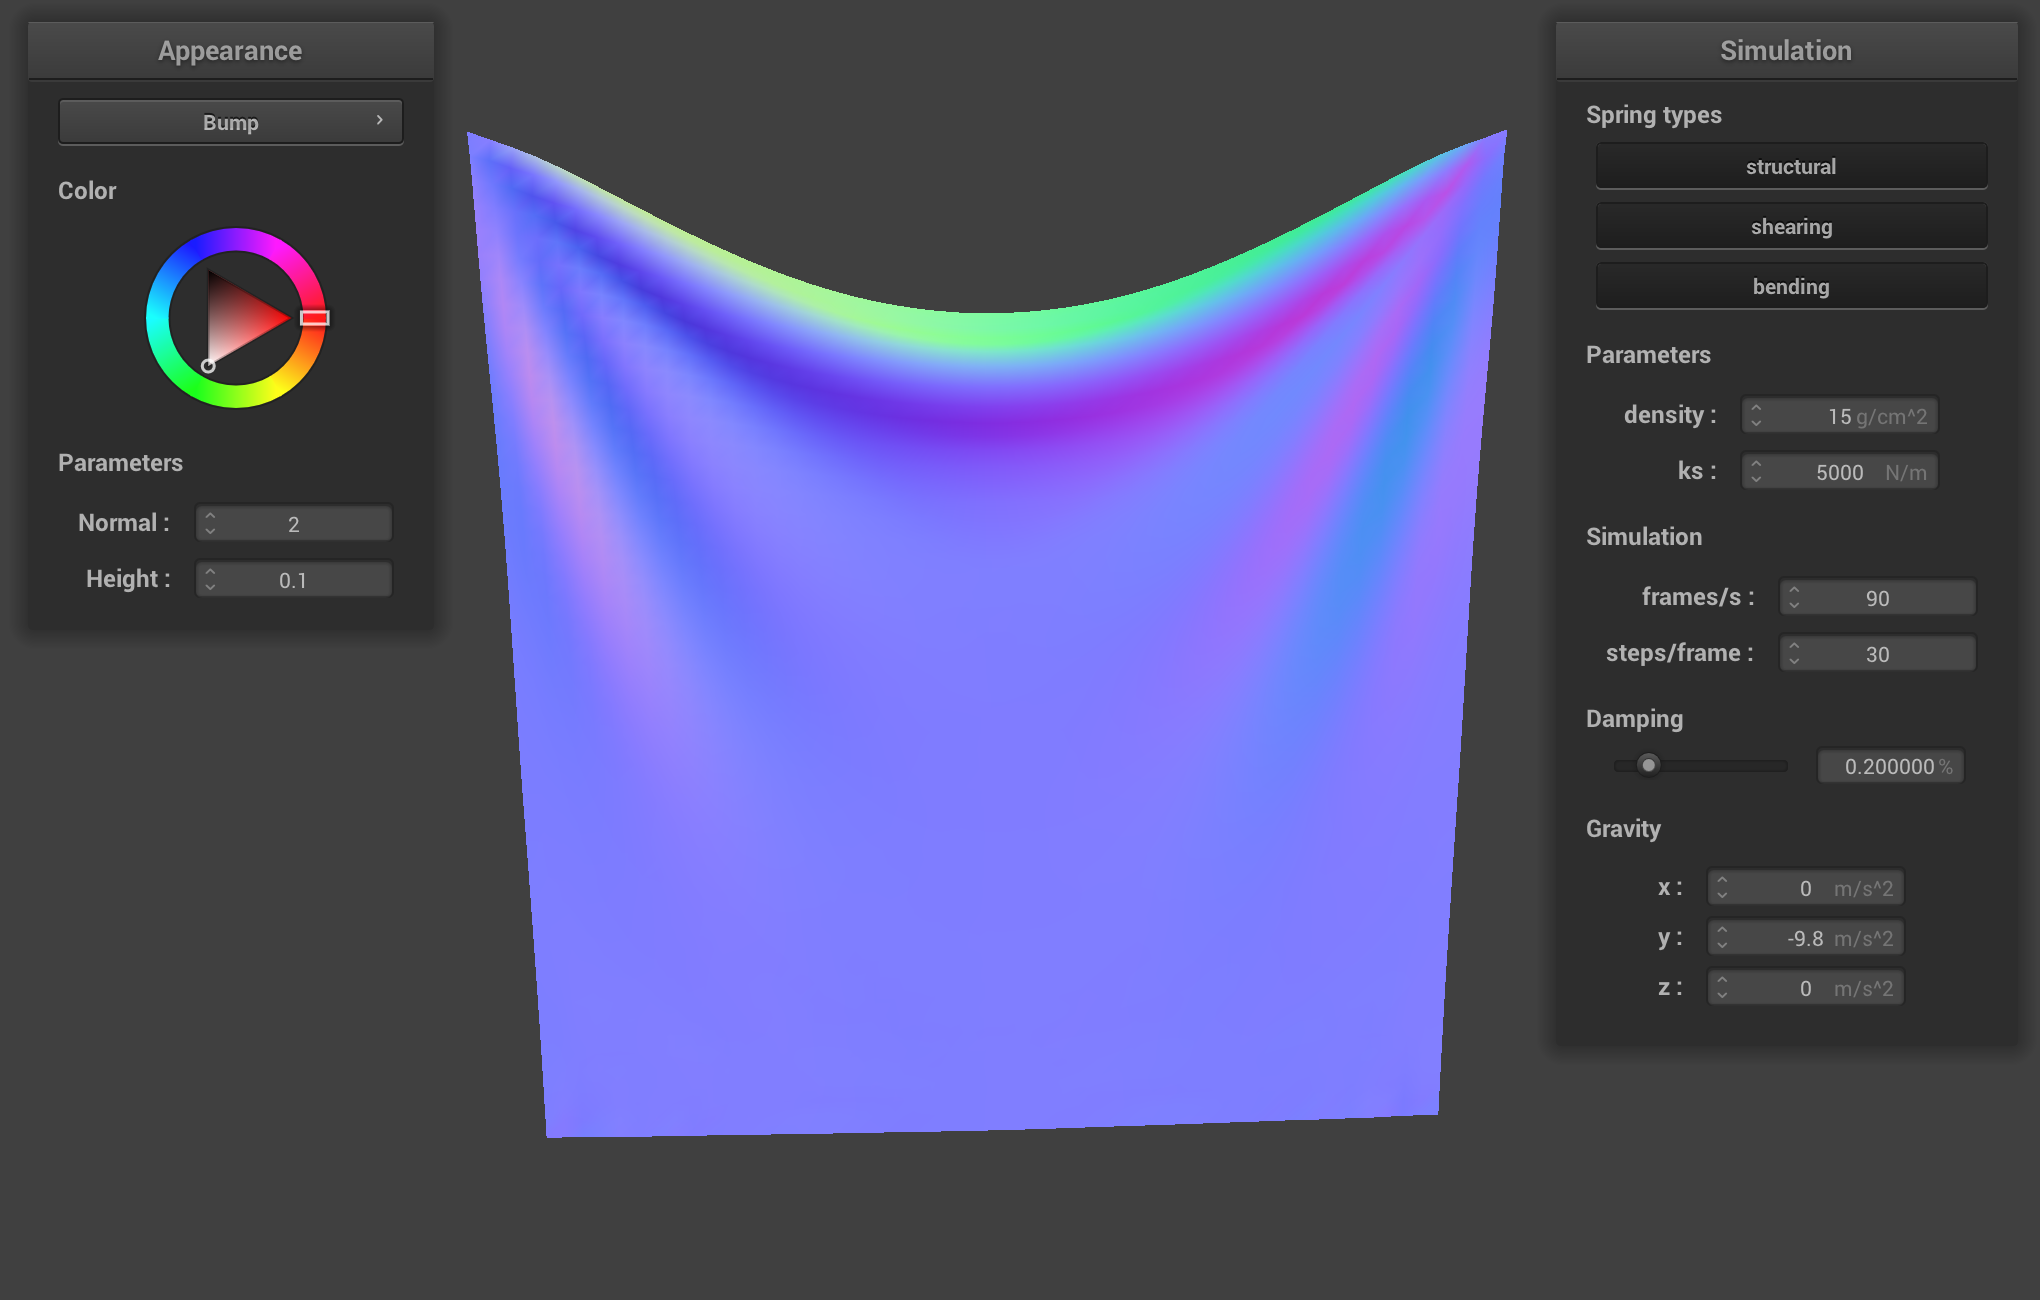 Appearance
Bump
Color
Parameters
Normal : 2
Height : 0.1
Simulation
Spring types
structural
shearing
bending
Parameters
density : 15 g/cm^2
ks : 5000 N/m
Simulation
frames/s : 90
steps/frame : 30
Damping
0.200000 %
Gravity
x : 0 m/s^2
y : -9.8 m/s^2
z : 0 m/s^2